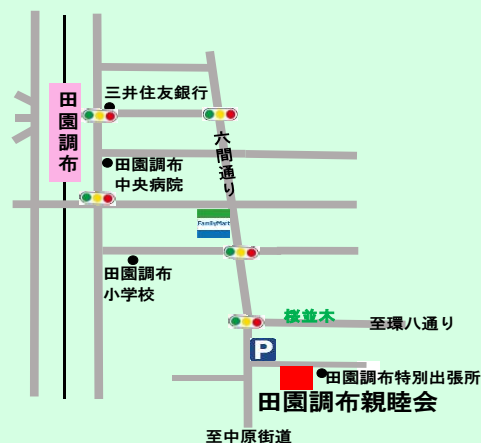 三井住友銀行
田園調布
六間通り
田園調布
中央病院
FamilyMart
田園調布
小学校
桜並木
至環八通り
P
田園調布特別出張所
田園調布親睦会
至中原街道